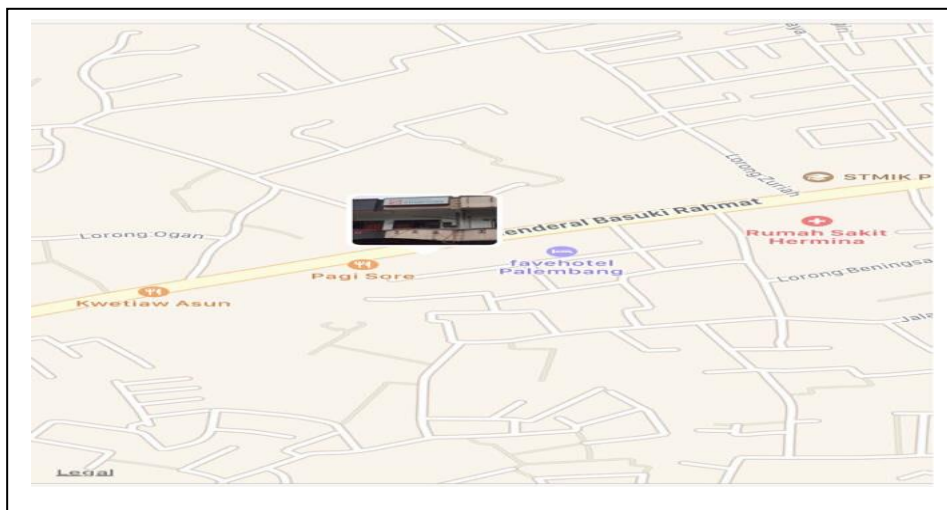 Lorong Zuriah
STMIK P
enderal Basuki Rahmat
Rumah Sakit
Hermina
Lorong Ogan
favehotel
Palembang
Pagi Sore
Lorong Beningsa
Kwetiaw Asun
Jala
Legal